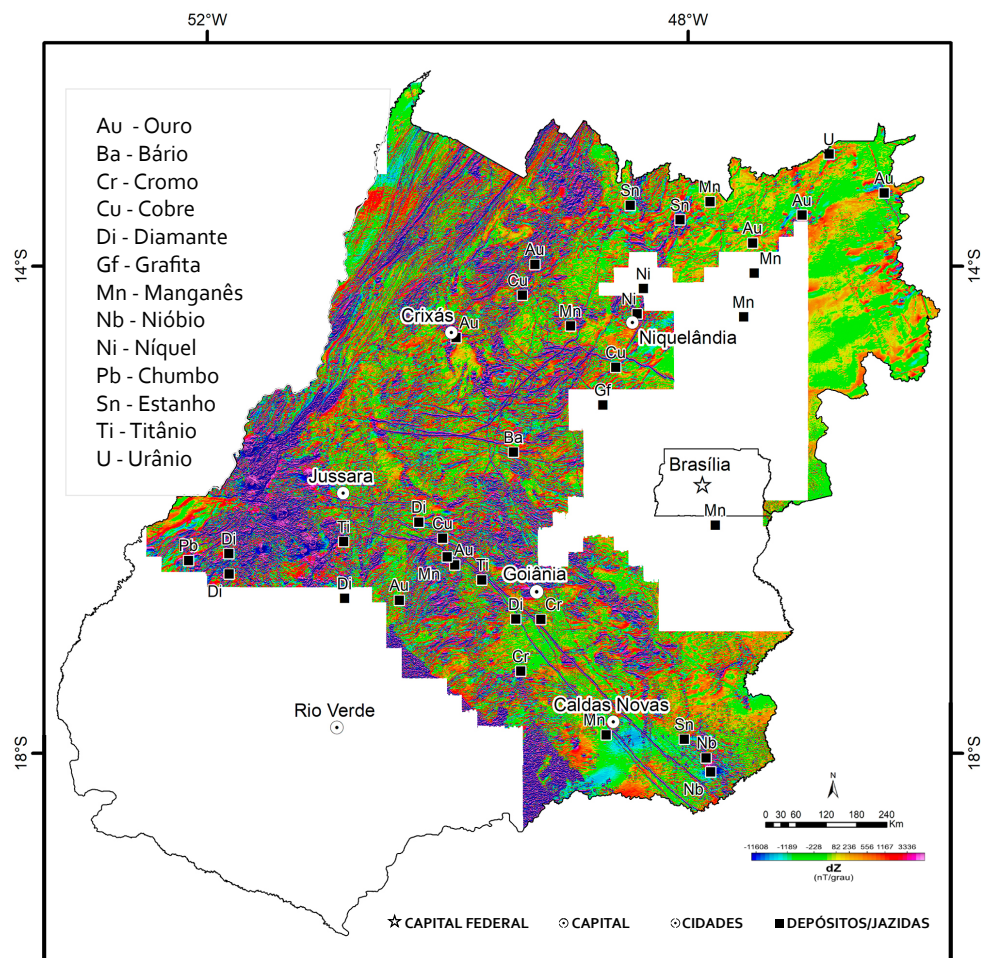 52°W 48°W
Au - Ouro
Ba - Bário
Cr - Cromo
Cu - Cobre
Di - Diamante
Gf - Grafita
Mn - Manganês
Nb - Nióbio
Ni - Níquel
Pb - Chumbo
Sn - Estanho
Ti - Titânio
U - Urânio
U
Sn Mn Au
Sn Au
Au
14°S Au Mn 14°S
Cu Ni
Ni Mn
Crixás Au Mn
Niquelândia
Cu
Gf
Ba
Brasília
Jussara
Di Mn
Cu
Pb Di Ti Au
Mn Ti Goiânia
Di Di Au Di Cr
Cr
Caldas Novas
Rio Verde Mn Sn
18°S Nb 18°S
Nb
N
0 30 60 120 180 240
Km
-11608 -1189 -228 82 236 556 1167 3336
dZ
(nT/grau)
CAPITAL FEDERAL CAPITAL CIDADES DEPÓSITOS/JAZIDAS